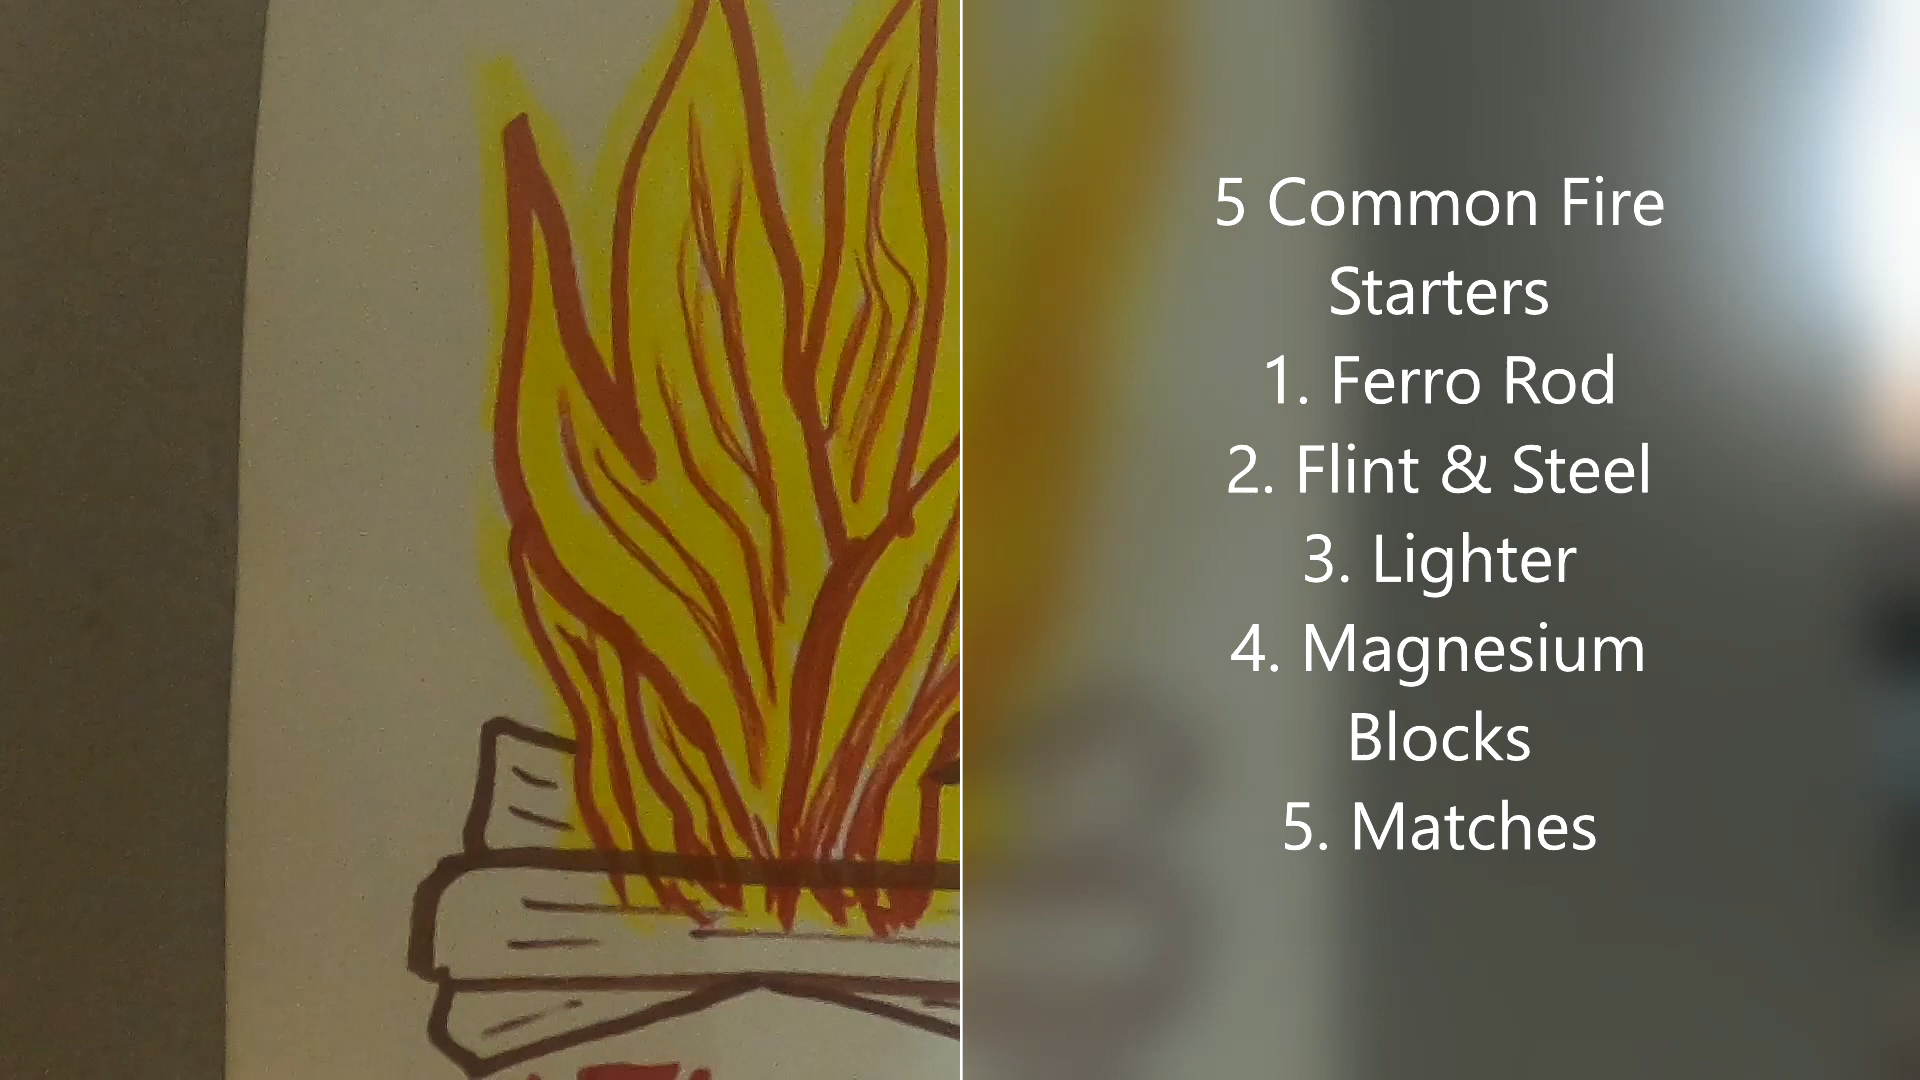 5 Common Fire
Starters
1. Ferro Rod
2. Flint & Steel
3. Lighter
4. Magnesium
Blocks
5. Matches